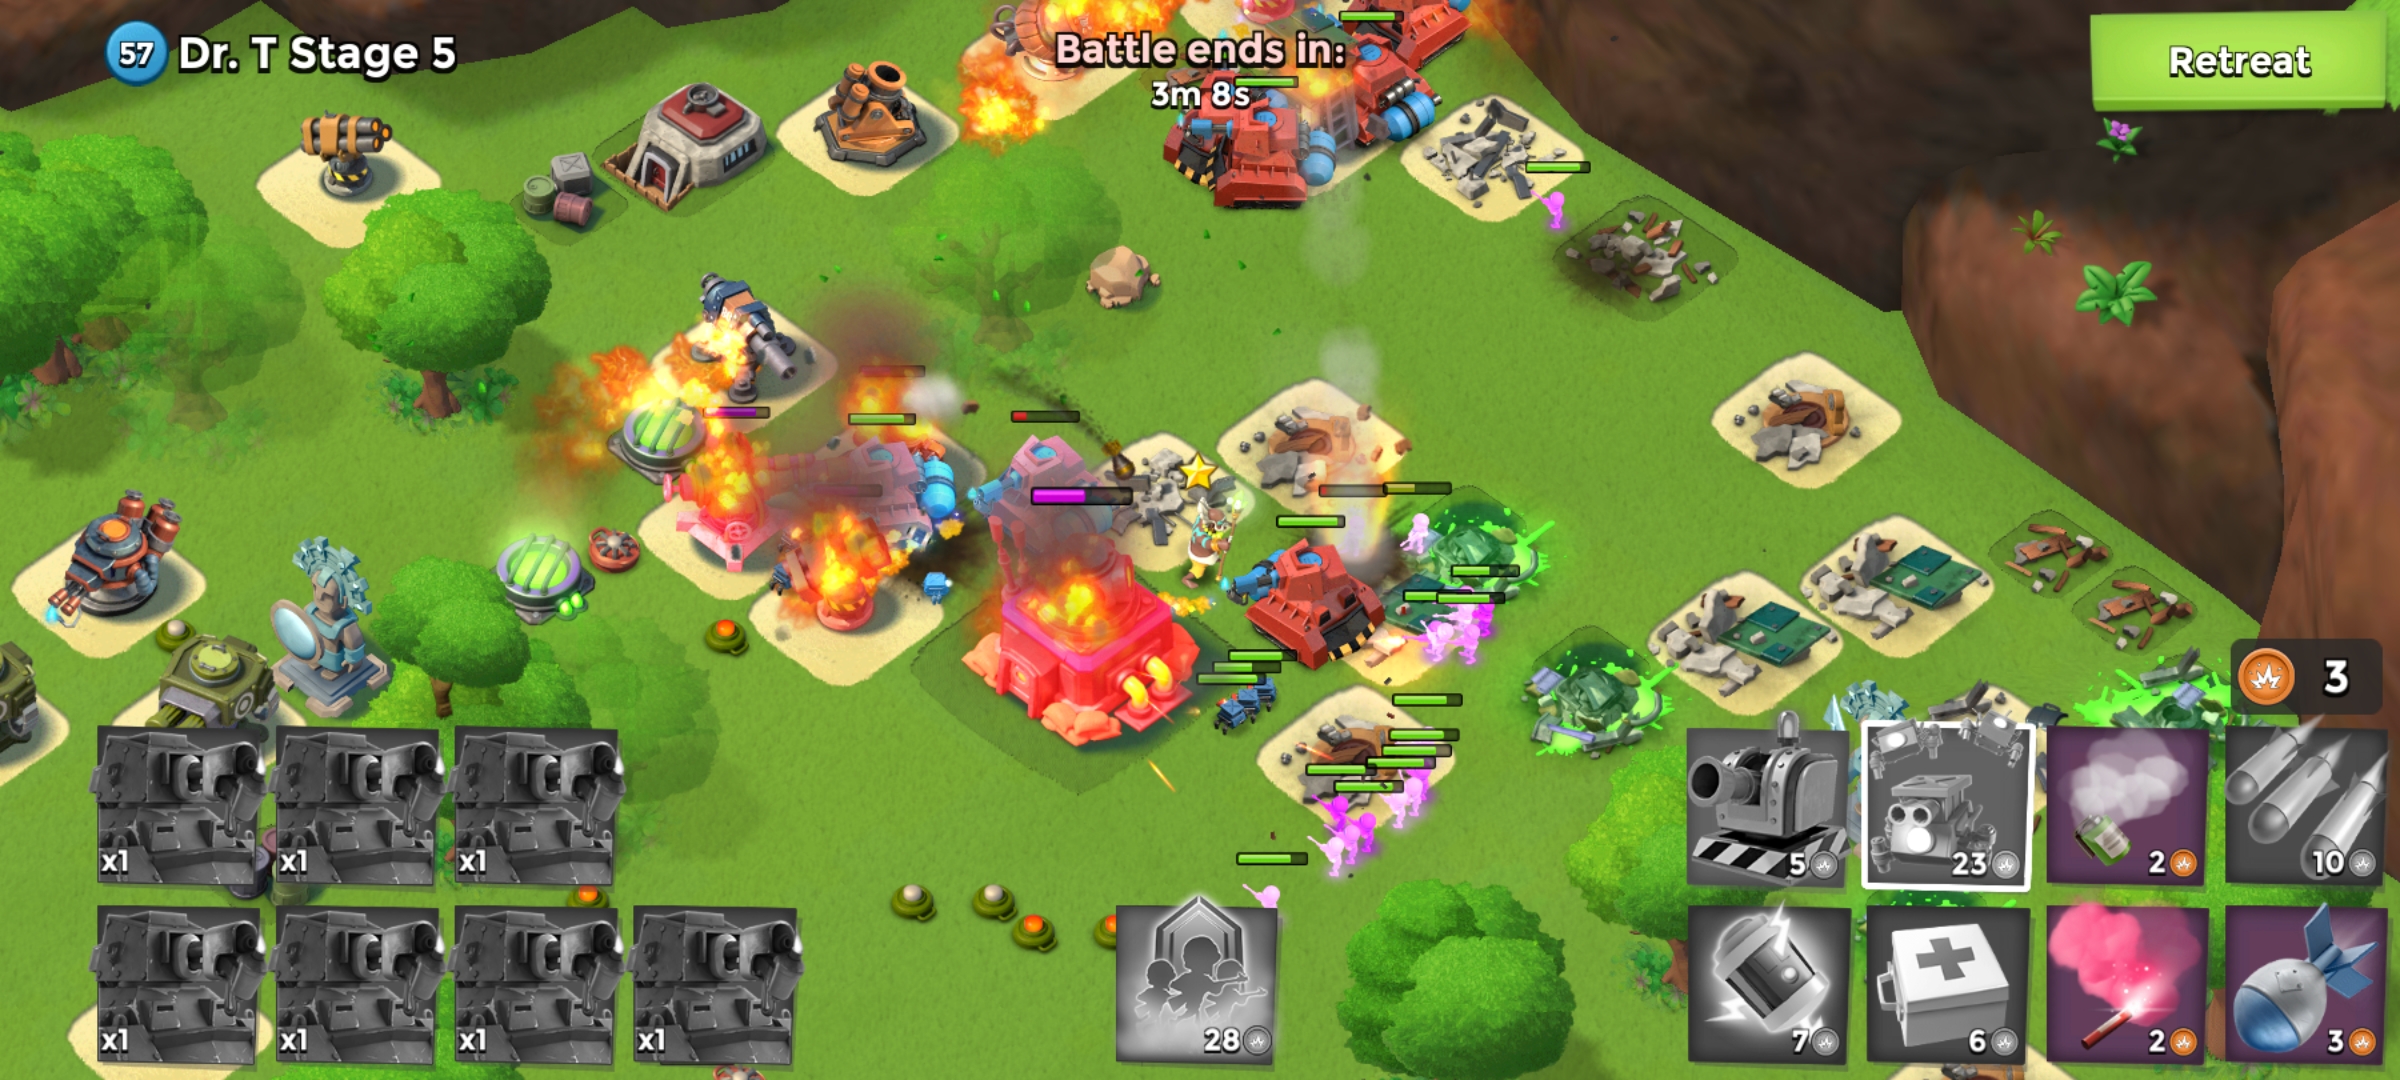 57 Dr. T Stage 5
Battle ends in:
3m 8s
Retreat
3
x1 x1 x1
5 23 2 10
x1 x1 x1 x1
28
7 6 2 3